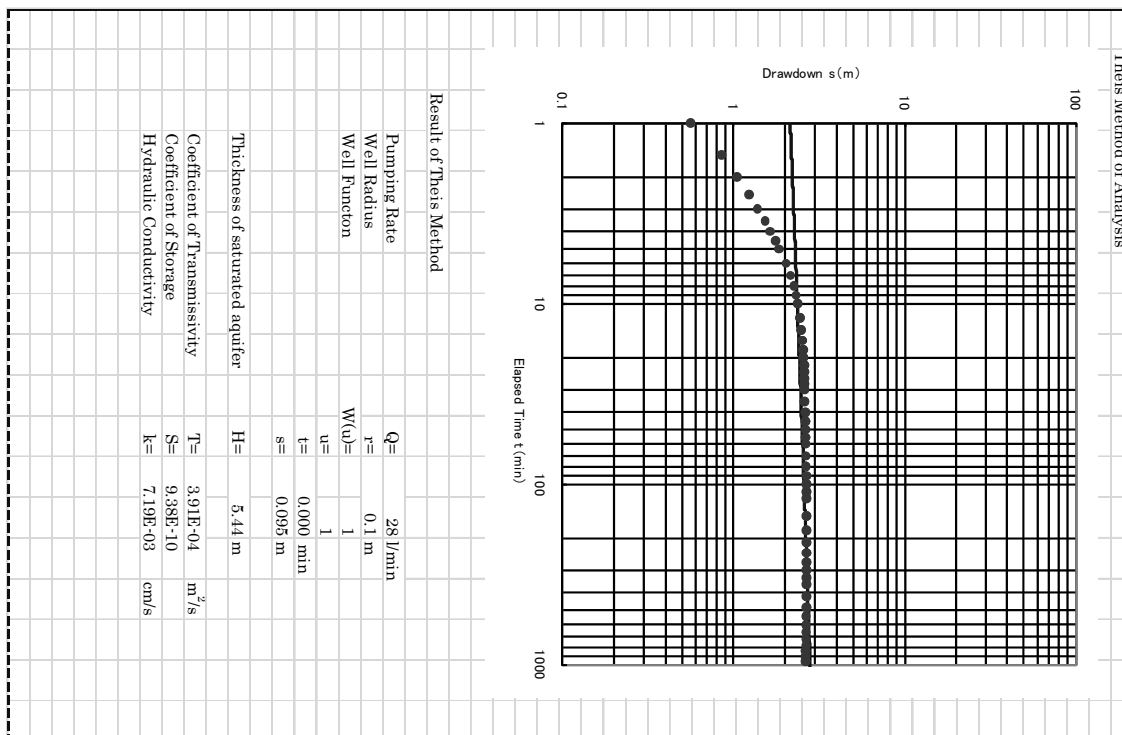 Theis Method of Analysis
Drawdown s(m)
100
10
1
0.1
1
10
100
1000
Elapsed Time t (min)
Result of Theis Method
Pumping Rate Q= 28 l/min
Well Radius r= 0.1 m
Well Functon W(u)= 1
u= 1
t= 0.000 min
s= 0.095 m
Thickness of saturated aquifer H= 5.44 m
Coefficient of Transmissivity T= 3.91E-04 m²/s
Coefficient of Storage S= 9.38E-10
Hydraulic Conductivity k= 7.19E-03 cm/s